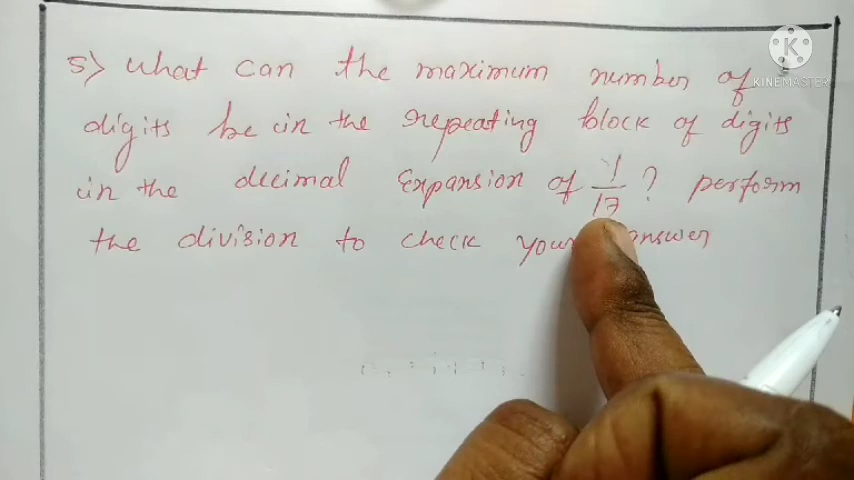 5) What can the maximum number of
digits be in the repeating block of digits
in the decimal Expansion of 1/17? perform
the division to check your answer
KINEMASTER